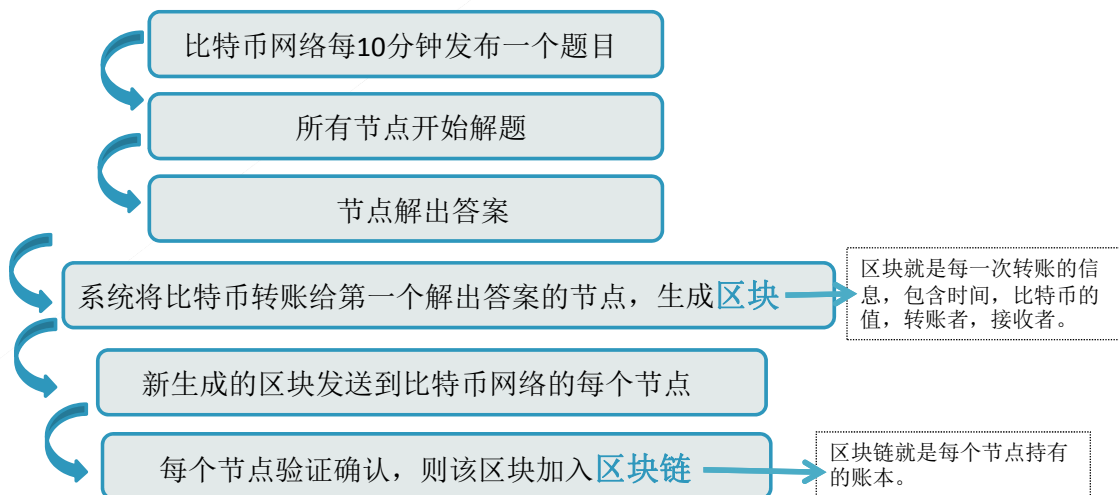 比特币网络每10分钟发布一个题目
所有节点开始解题
节点解出答案
系统将比特币转账给第一个解出答案的节点，生成区块
区块就是每一次转账的信
息，包含时间，比特币的
值，转账者，接收者。
新生成的区块发送到比特币网络的每个节点
每个节点验证确认，则该区块加入区块链
区块链就是每个节点持有
的账本。